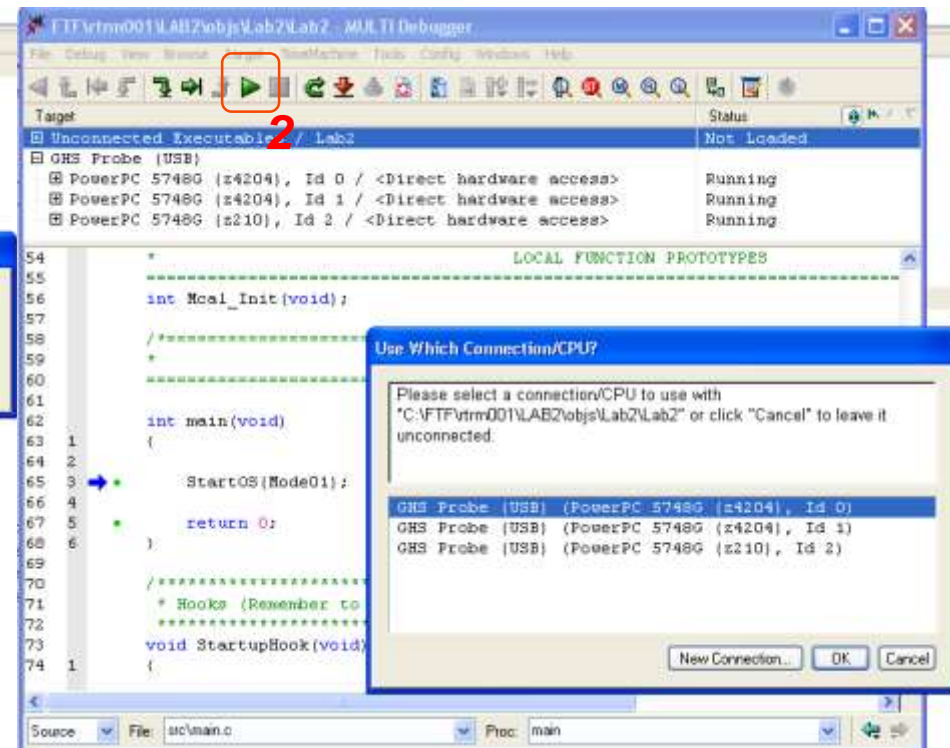 FTF\vtrm001\LAB2\objs\Lab2\Lab2 - MULTI Debugger
File Debug View Browse Target TimeMachine Tools Config Windows Help
2
Target Status
Unconnected Executables / Lab2 Not Loaded
GHS Probe (USB)
PowerPC 5748G (z4204), Id 0 / <Direct hardware access> Running
PowerPC 5748G (z4204), Id 1 / <Direct hardware access> Running
PowerPC 5748G (z210), Id 2 / <Direct hardware access> Running
54 * LOCAL FUNCTION PROTOTYPES
55 ==============================
56 int Mcal_Init(void);
57
58 /*==============
59 *
60 ==============
61
62 int main(void)
63 1 {
64 2
65 3 StartOS(Mode01);
66 4
67 5 return 0;
68 6 }
69
70 /*******************
71 * Hooks (Remember to
72 *******************
73 void StartupHook(void)
74 1 {
Use Which Connection/CPU?
Please select a connection/CPU to use with
"C:\FTF\vtrm001\LAB2\objs\Lab2\Lab2" or click "Cancel" to leave it
unconnected.
GHS Probe (USB) (PowerPC 5748G (z4204), Id 0)
GHS Probe (USB) (PowerPC 5748G (z4204), Id 1)
GHS Probe (USB) (PowerPC 5748G (z210), Id 2)
New Connection... OK Cancel
Source File: src\main.c Proc: main